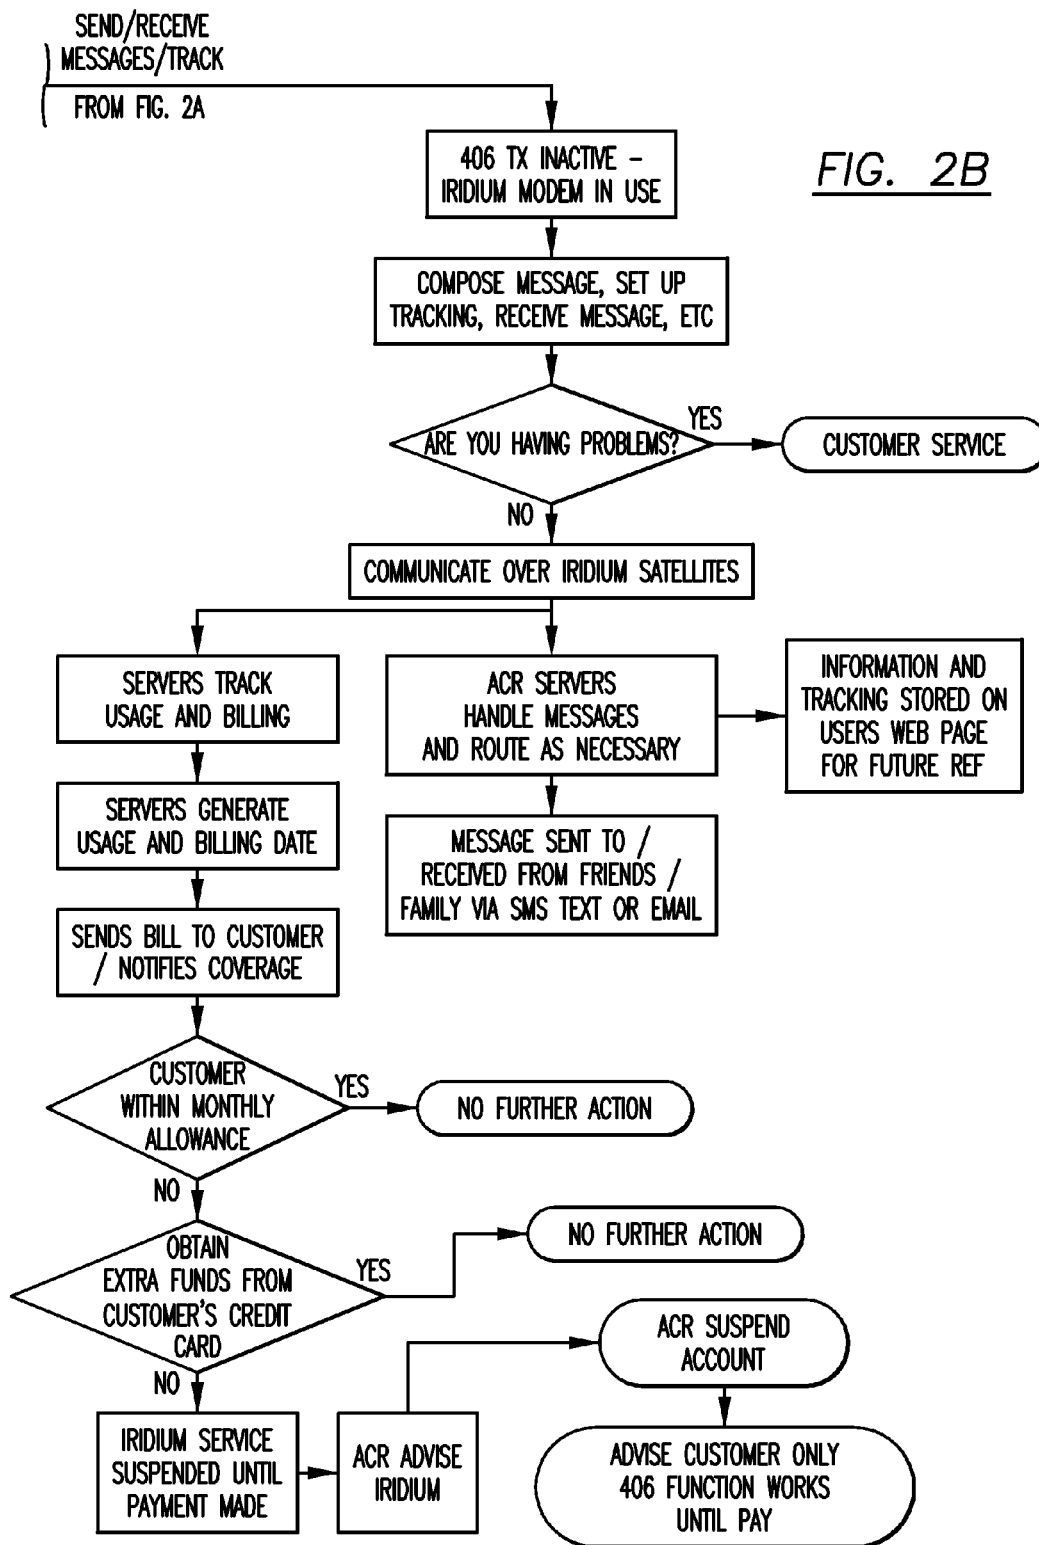 SEND/RECEIVE
MESSAGES/TRACK
FROM FIG. 2A
FIG. 2B
406 TX INACTIVE -
IRIDIUM MODEM IN USE
COMPOSE MESSAGE, SET UP
TRACKING, RECEIVE MESSAGE, ETC
ARE YOU HAVING PROBLEMS?
YES
CUSTOMER SERVICE
NO
COMMUNICATE OVER IRIDIUM SATELLITES
SERVERS TRACK
USAGE AND BILLING
ACR SERVERS
HANDLE MESSAGES
AND ROUTE AS NECESSARY
INFORMATION AND
TRACKING STORED ON
USERS WEB PAGE
FOR FUTURE REF
SERVERS GENERATE
USAGE AND BILLING DATE
MESSAGE SENT TO /
RECEIVED FROM FRIENDS /
FAMILY VIA SMS TEXT OR EMAIL
SENDS BILL TO CUSTOMER
/ NOTIFIES COVERAGE
CUSTOMER
WITHIN MONTHLY
ALLOWANCE
YES
NO FURTHER ACTION
NO
OBTAIN
EXTRA FUNDS FROM
CUSTOMER'S CREDIT
CARD
YES
NO FURTHER ACTION
NO
IRIDIUM SERVICE
SUSPENDED UNTIL
PAYMENT MADE
ACR ADVISE
IRIDIUM
ACR SUSPEND
ACCOUNT
ADVISE CUSTOMER ONLY
406 FUNCTION WORKS
UNTIL PAY